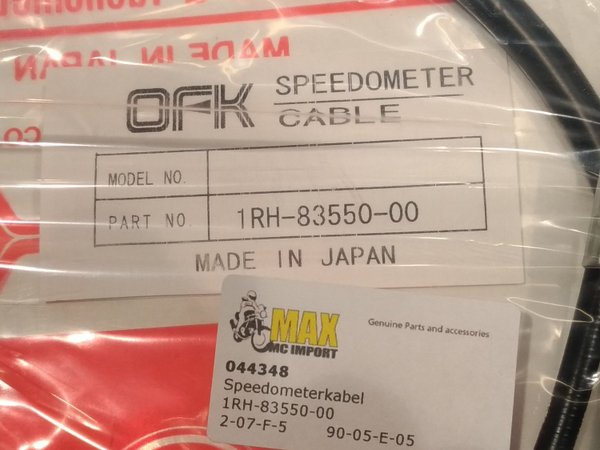 MADE IN JAPAN
OFK SPEEDOMETER
CABLE
MODEL NO.
PART NO. 1RH-83550-00
MADE IN JAPAN
CO
MAX
MC IMPORT
Genuine Parts and accessories
044348
Speedometerkabel
1RH-83550-00
2-07-F-5 90-05-E-05